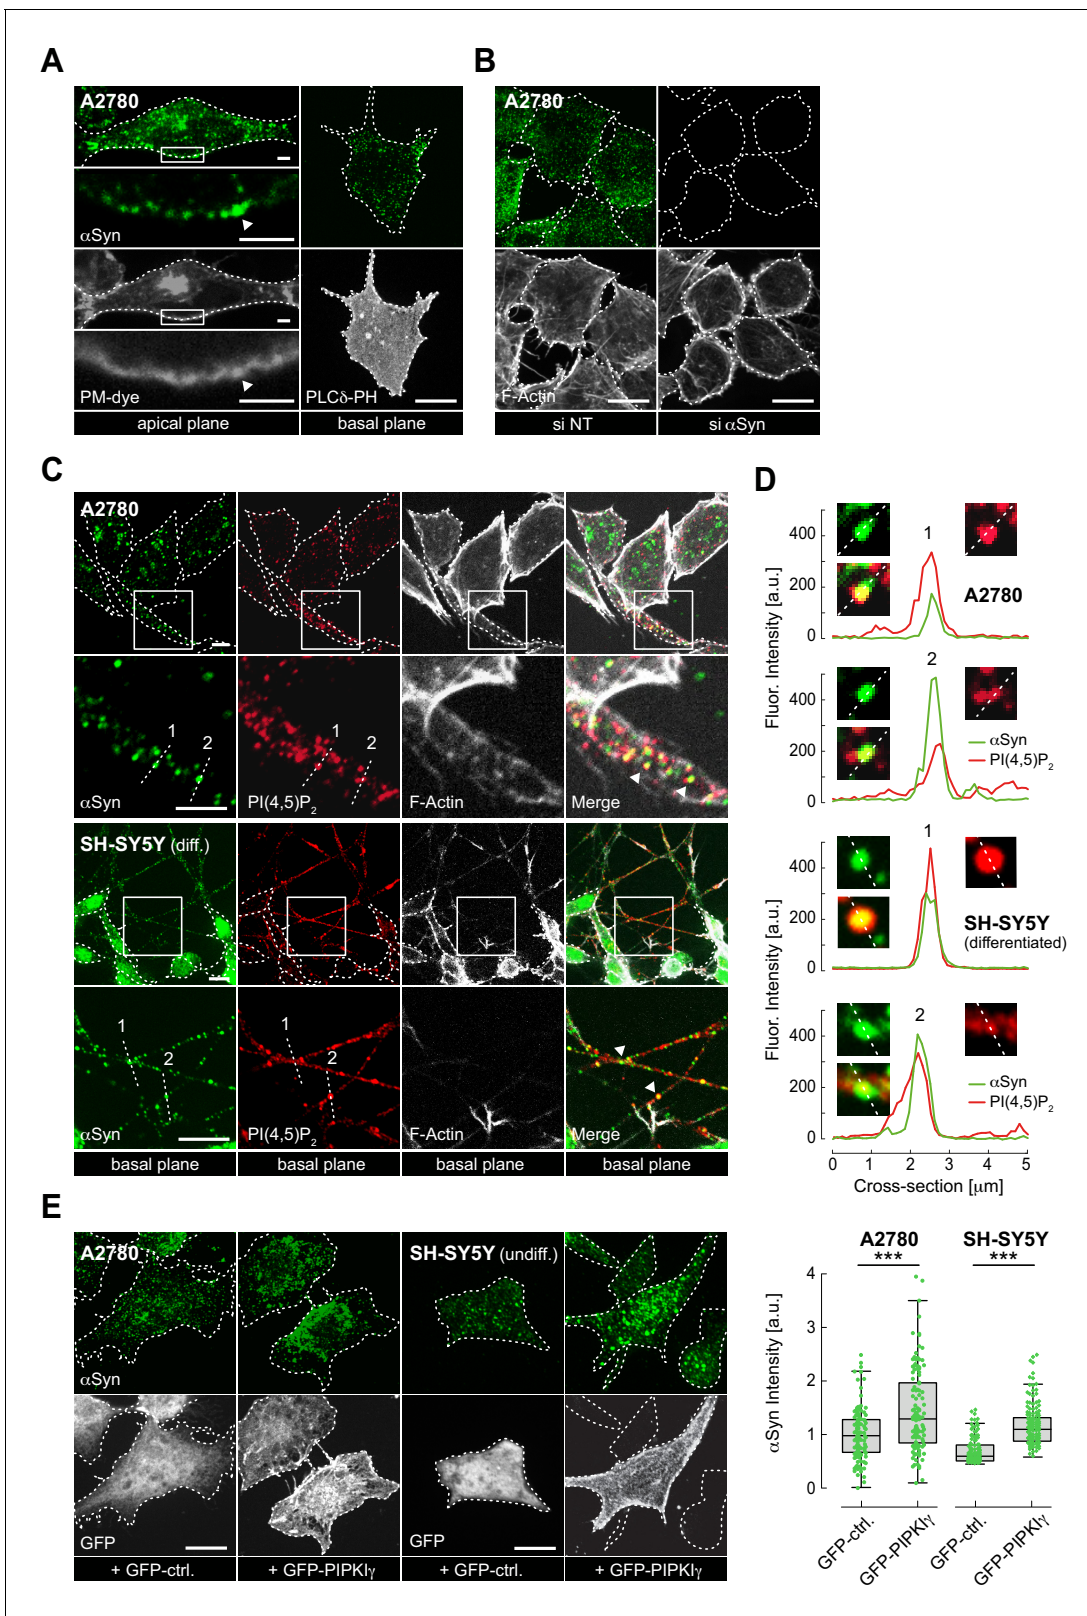 A
A2780
αSyn
PM-dye
PLCδ-PH
apical plane
basal plane
B
A2780
F-Actin
si NT
si αSyn
C
A2780
1
2
αSyn
1
2
PI(4,5)P2
F-Actin
Merge
SH-SY5Y (diff.)
1
2
αSyn
1
2
PI(4,5)P2
F-Actin
Merge
basal plane
basal plane
basal plane
basal plane
D
Fluor. Intensity [a.u.]
400
200
0
1
A2780
400
200
0
2
αSyn
PI(4,5)P2
Fluor. Intensity [a.u.]
400
200
0
1
SH-SY5Y
(differentiated)
400
200
0
2
αSyn
PI(4,5)P2
0 1 2 3 4 5
Cross-section [μm]
E
A2780
αSyn
SH-SY5Y (undiff.)
GFP
GFP
+ GFP-ctrl.
+ GFP-PIPKIγ
+ GFP-ctrl.
+ GFP-PIPKIγ
A2780
SH-SY5Y
***
***
αSyn Intensity [a.u.]
4
3
2
1
0
GFP-ctrl.
GFP-PIPKIγ
GFP-ctrl.
GFP-PIPKIγ